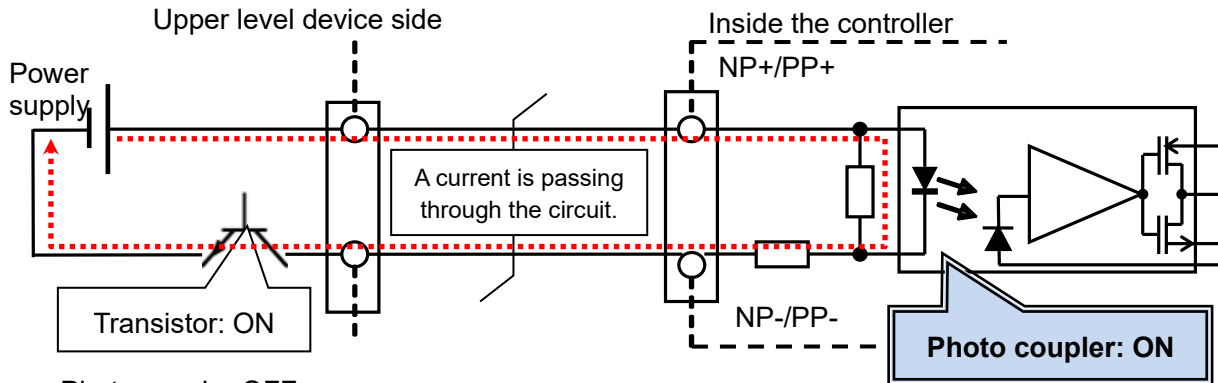 Upper level device side
Inside the controller
NP+/PP+
Power
supply
A current is passing
through the circuit.
Transistor: ON
NP-/PP-
Photo coupler: ON